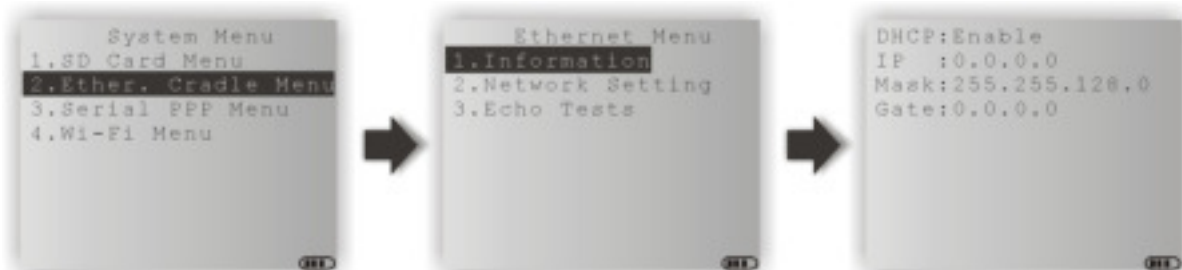 System Menu
1.SD Card Menu
2.Ether. Cradle Menu
3.Serial PPP Menu
4.Wi-Fi Menu
Ethernet Menu
1.Information
2.Network Setting
3.Echo Tests
DHCP:Enable
IP  :0.0.0.0
Mask:255.255.128.0
Gate:0.0.0.0